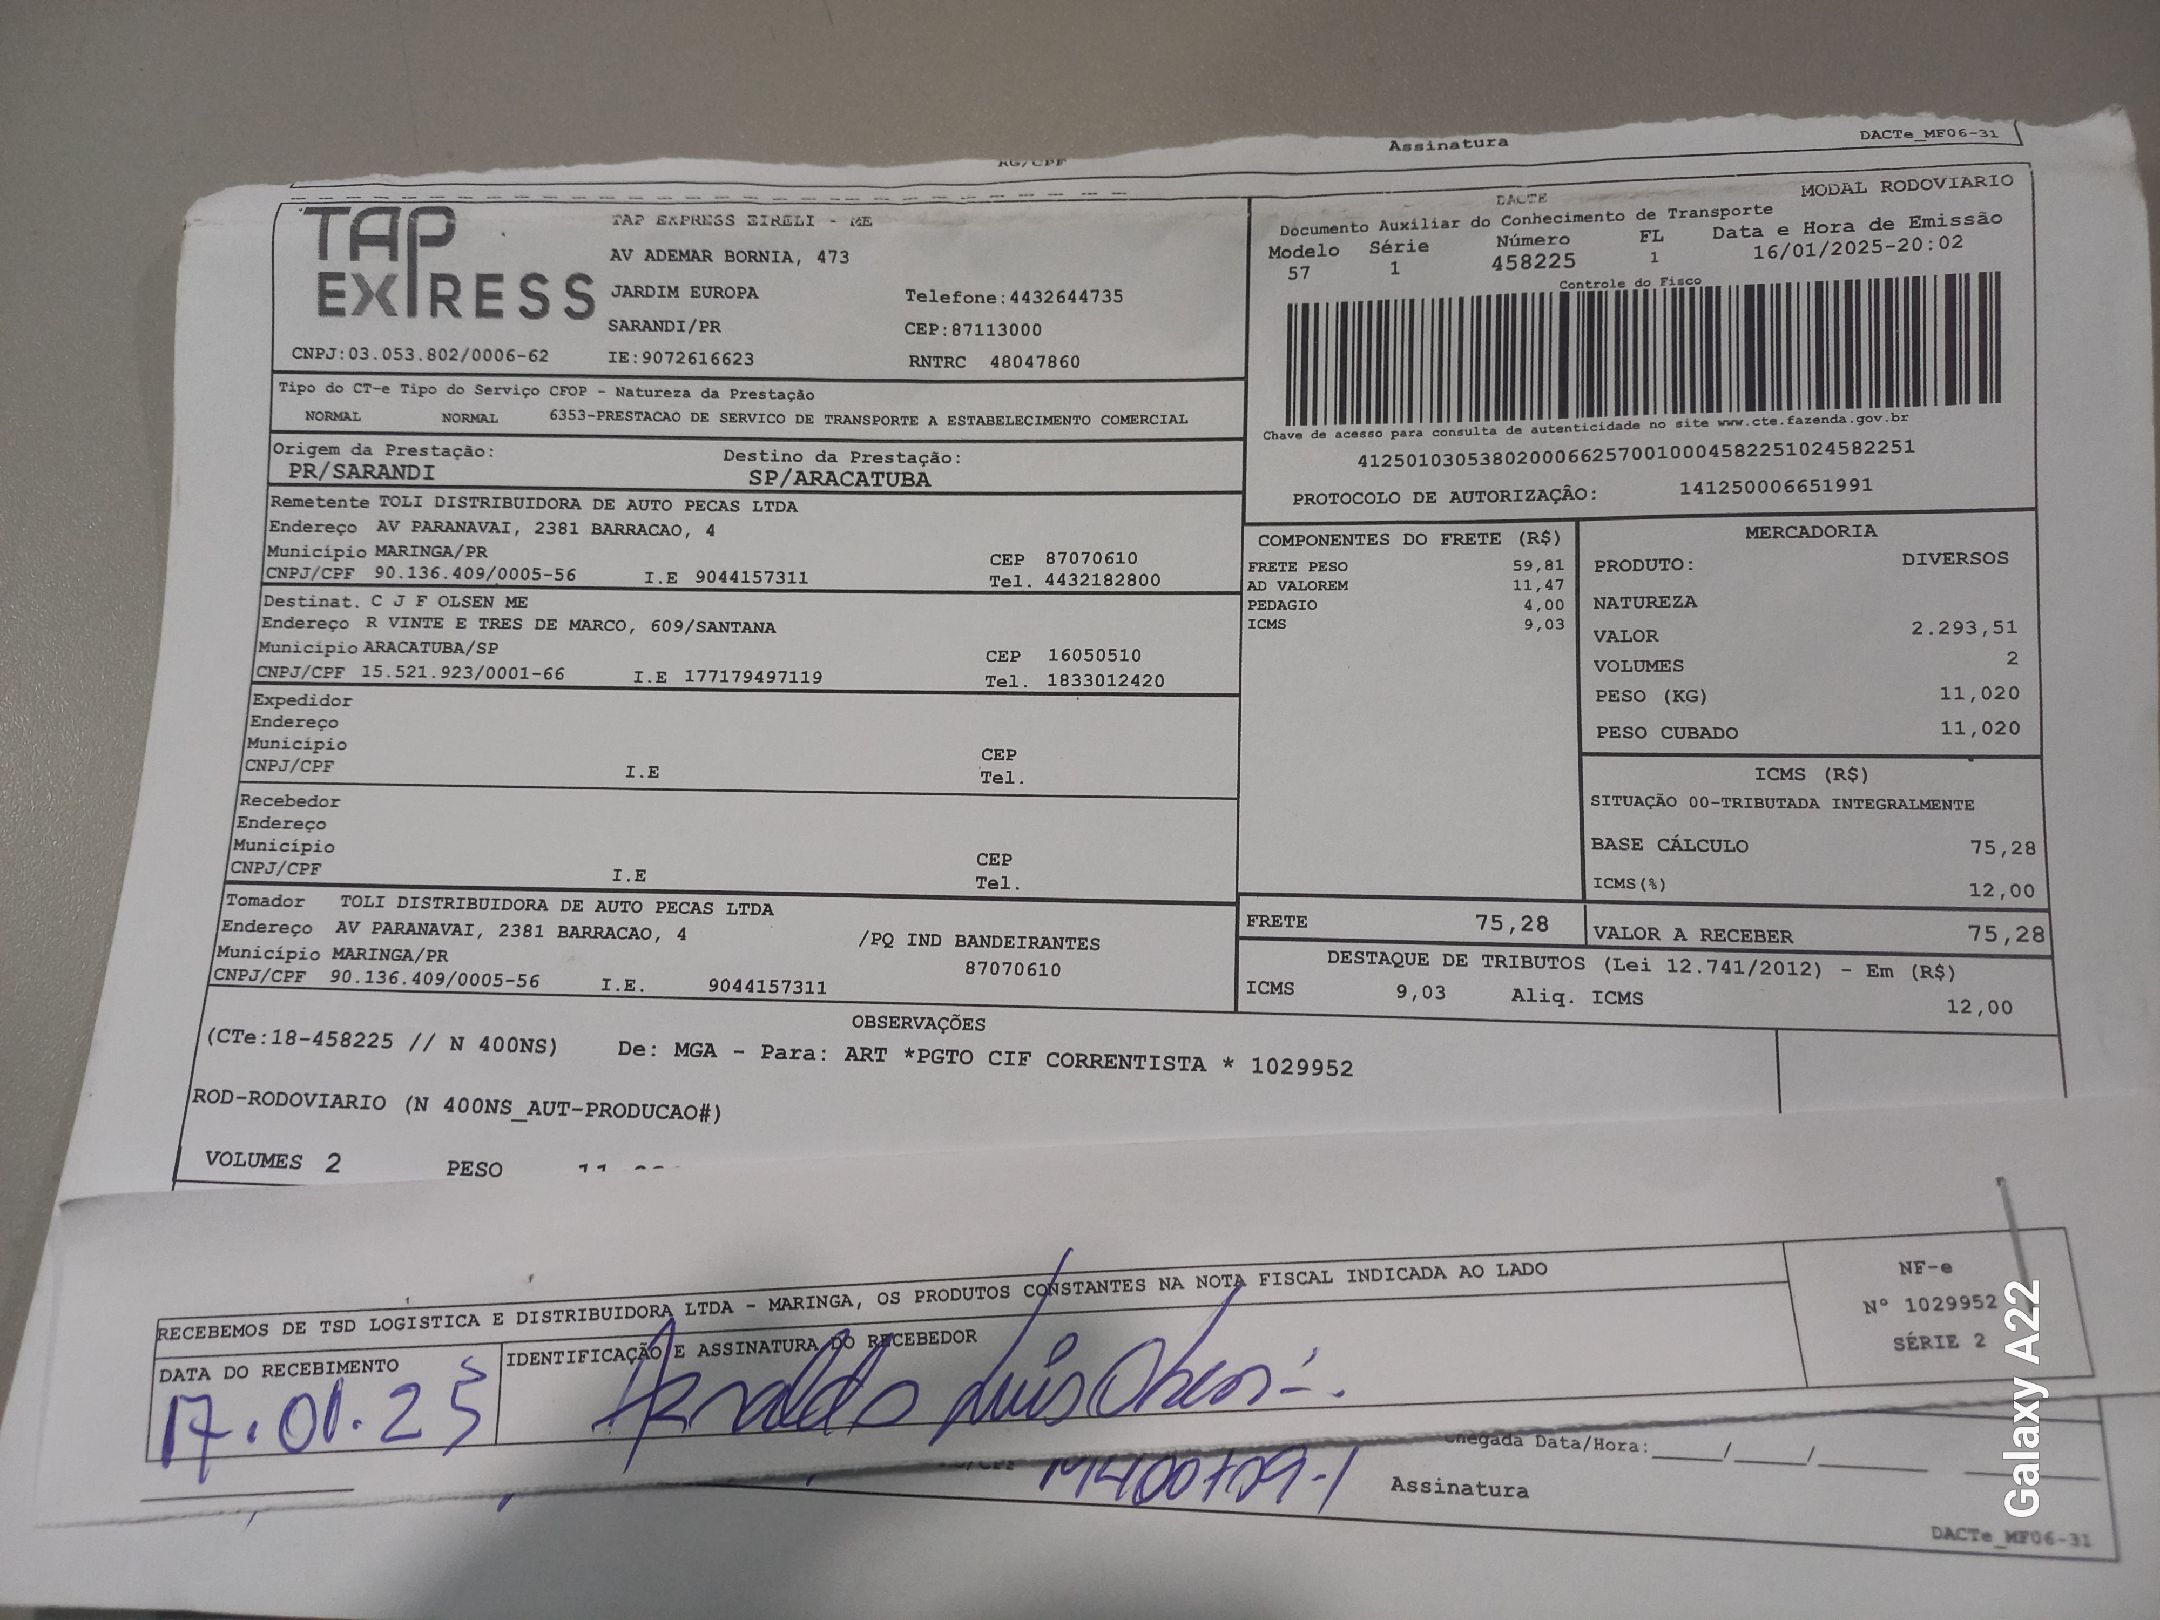 Assinatura DACTe_MF06-31
RG/CPF
TAP EXPRESS
TAP EXPRESS EIRELI - ME
AV ADEMAR BORNIA, 473
JARDIM EUROPA Telefone:4432644735
SARANDI/PR CEP:87113000
CNPJ:03.053.802/0006-62 IE:9072616623 RNTRC 48047860
DACTE MODAL RODOVIARIO
Documento Auxiliar do Conhecimento de Transporte
Modelo Série Número FL Data e Hora de Emissão
57 1 458225 1 16/01/2025-20:02
Controle do Fisco
Chave de acesso para consulta de autenticidade no site www.cte.fazenda.gov.br
41250103053802000662570010004582251024582251
PROTOCOLO DE AUTORIZAÇÃO: 141250006651991
Tipo do CT-e Tipo do Serviço CFOP - Natureza da Prestação
NORMAL NORMAL 6353-PRESTACAO DE SERVICO DE TRANSPORTE A ESTABELECIMENTO COMERCIAL
Origem da Prestação: Destino da Prestação:
PR/SARANDI SP/ARACATUBA
Remetente TOLI DISTRIBUIDORA DE AUTO PECAS LTDA
Endereço AV PARANAVAI, 2381 BARRACAO, 4
Município MARINGA/PR CEP 87070610
CNPJ/CPF 90.136.409/0005-56 I.E 9044157311 Tel. 4432182800
Destinat. C J F OLSEN ME
Endereço R VINTE E TRES DE MARCO, 609/SANTANA
Município ARACATUBA/SP CEP 16050510
CNPJ/CPF 15.521.923/0001-66 I.E 177179497119 Tel. 1833012420
Expedidor
Endereço
Município CEP
CNPJ/CPF I.E Tel.
Recebedor
Endereço
Município CEP
CNPJ/CPF I.E Tel.
Tomador TOLI DISTRIBUIDORA DE AUTO PECAS LTDA
Endereço AV PARANAVAI, 2381 BARRACAO, 4 /PQ IND BANDEIRANTES
Município MARINGA/PR 87070610
CNPJ/CPF 90.136.409/0005-56 I.E. 9044157311
COMPONENTES DO FRETE (R$)
FRETE PESO 59,81
AD VALOREM 11,47
PEDAGIO 4,00
ICMS 9,03
MERCADORIA
PRODUTO: DIVERSOS
NATUREZA
VALOR 2.293,51
VOLUMES 2
PESO (KG) 11,020
PESO CUBADO 11,020
ICMS (R$)
SITUAÇÃO 00-TRIBUTADA INTEGRALMENTE
BASE CÁLCULO 75,28
ICMS(%) 12,00
FRETE 75,28 VALOR A RECEBER 75,28
DESTAQUE DE TRIBUTOS (Lei 12.741/2012) - Em (R$)
ICMS 9,03 Aliq. ICMS 12,00
OBSERVAÇÕES
(CTe:18-458225 // N 400NS) De: MGA - Para: ART *PGTO CIF CORRENTISTA * 1029952
ROD-RODOVIARIO (N 400NS_AUT-PRODUCAO#)
VOLUMES 2 PESO
RECEBEMOS DE TSD LOGISTICA E DISTRIBUIDORA LTDA - MARINGA, OS PRODUTOS CONSTANTES NA NOTA FISCAL INDICADA AO LADO
DATA DO RECEBIMENTO IDENTIFICAÇÃO E ASSINATURA DO RECEBEDOR
17.01.25 Arnaldo Luis
NF-e
Nº 1029952
SÉRIE 2
Chegada Data/Hora:____/____/______
Assinatura
DACTe_MF06-31
Galaxy A22